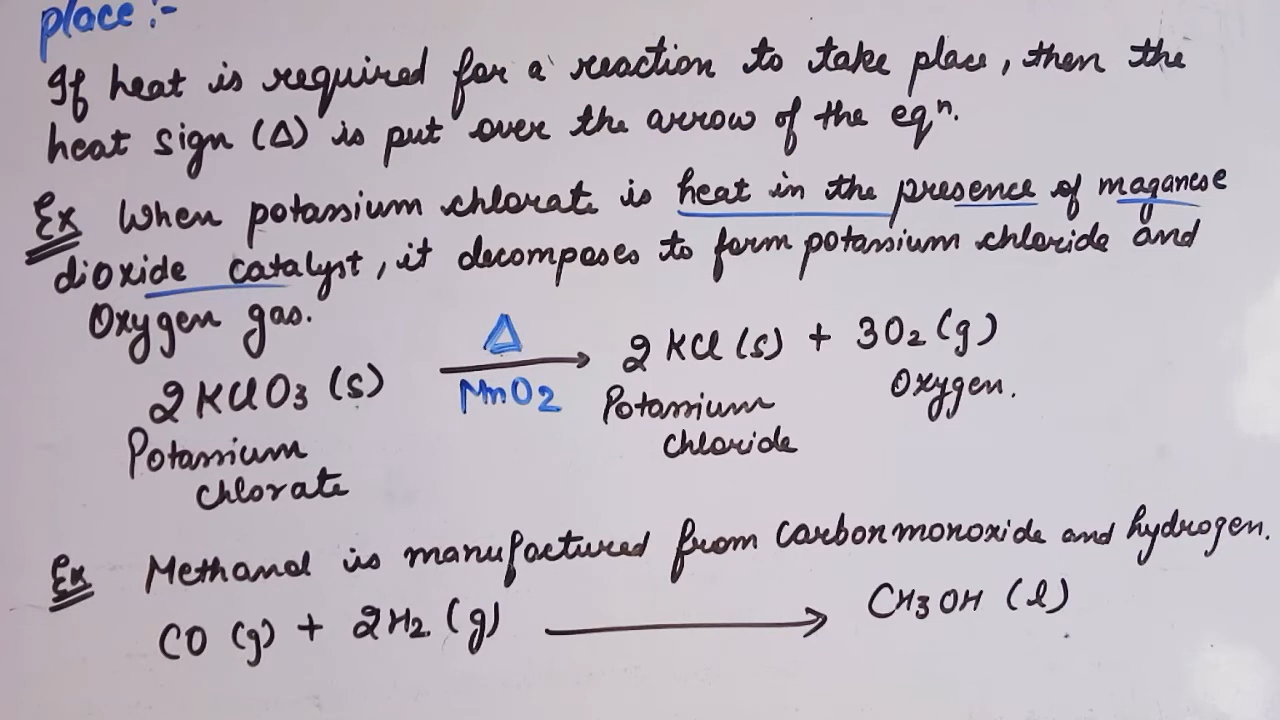 place :-
If heat is required for a reaction to take place, then the
heat sign (Δ) is put over the arrow of the eqⁿ.
Ex When potassium chlorate is heat in the presence of maganese
dioxide catalyst, it decomposes to form potassium chloride and
Oxygen gas.
2KClO3 (s) Δ MnO2 → 2KCl (s) + 3O2 (g)
Potassium chlorate Potassium chloride Oxygen.
Ex Methanol is manufactured from carbon monoxide and hydrogen.
CO (g) + 2H2 (g) → CH3OH (l)